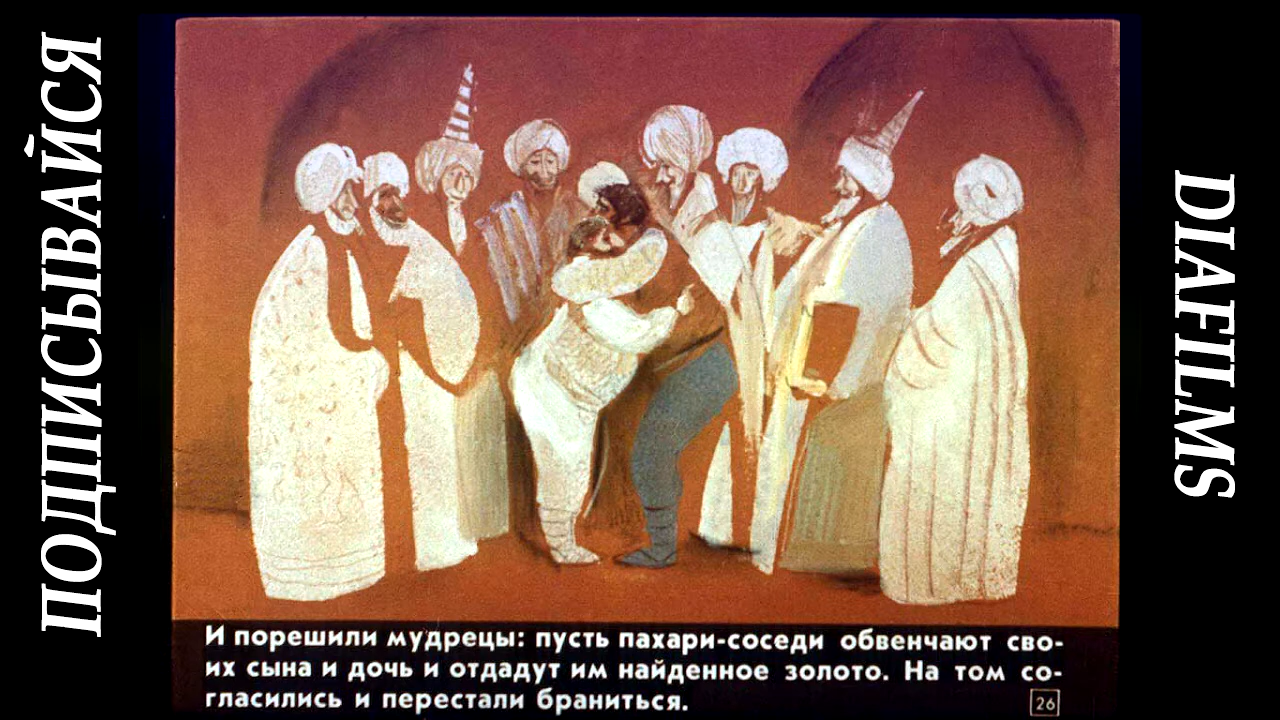 ПОДПИСЫВАЙСЯ
И порешили мудрецы: пусть пахари-соседи обвенчают сво-
их сына и дочь и отдадут им найденное золото. На том со-
гласились и перестали браниться.
26
DIAFILMS